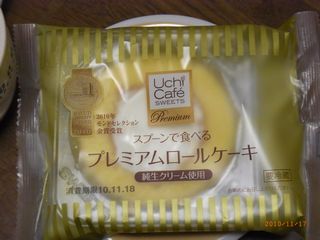 Uchi
Café
SWEETS
Premium
2010年
モンドセレクション
金賞受賞
スプーンで食べる
プレミアムロールケーキ
純生クリーム使用
要冷蔵
消費期限10.11.18
2010/11/17